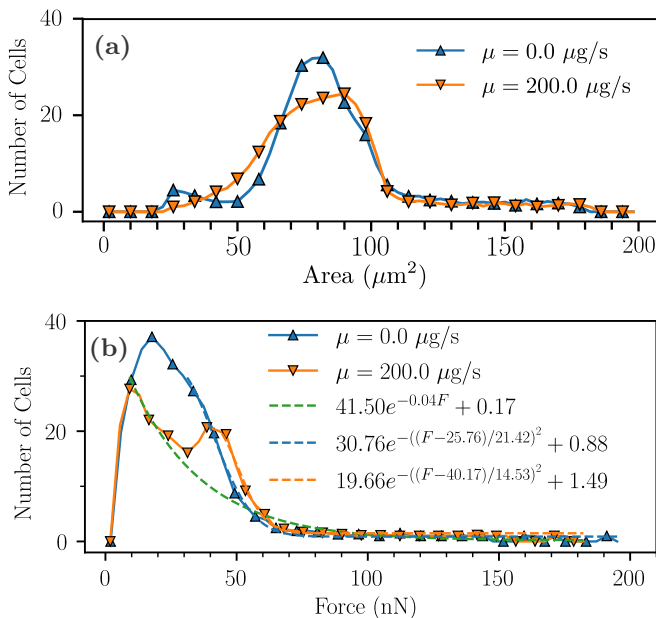 (a)
Number of Cells
40
20
0
μ = 0.0 μg/s
μ = 200.0 μg/s
0 50 100 150 200
Area (μm²)
(b)
Number of Cells
40
20
0
μ = 0.0 μg/s
μ = 200.0 μg/s
41.50e^{−0.04F} + 0.17
30.76e^{−((F−25.76)/21.42)²} + 0.88
19.66e^{−((F−40.17)/14.53)²} + 1.49
0 50 100 150 200
Force (nN)